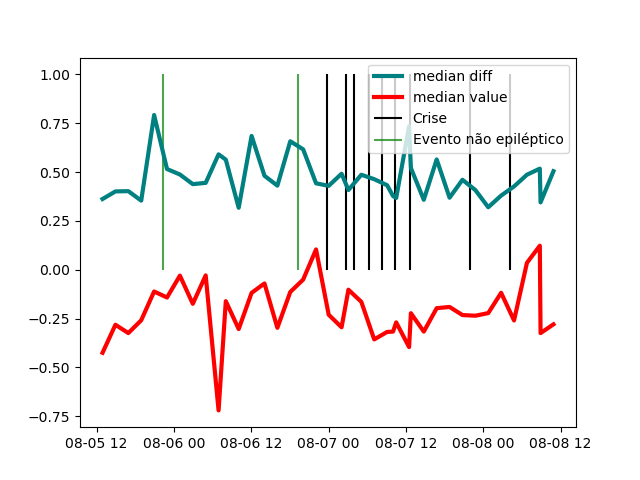 1.00
0.75
0.50
0.25
0.00
−0.25
−0.50
−0.75
median diff
median value
Crise
Evento não epiléptico
08-05 12 08-06 00 08-06 12 08-07 00 08-07 12 08-08 00 08-08 12